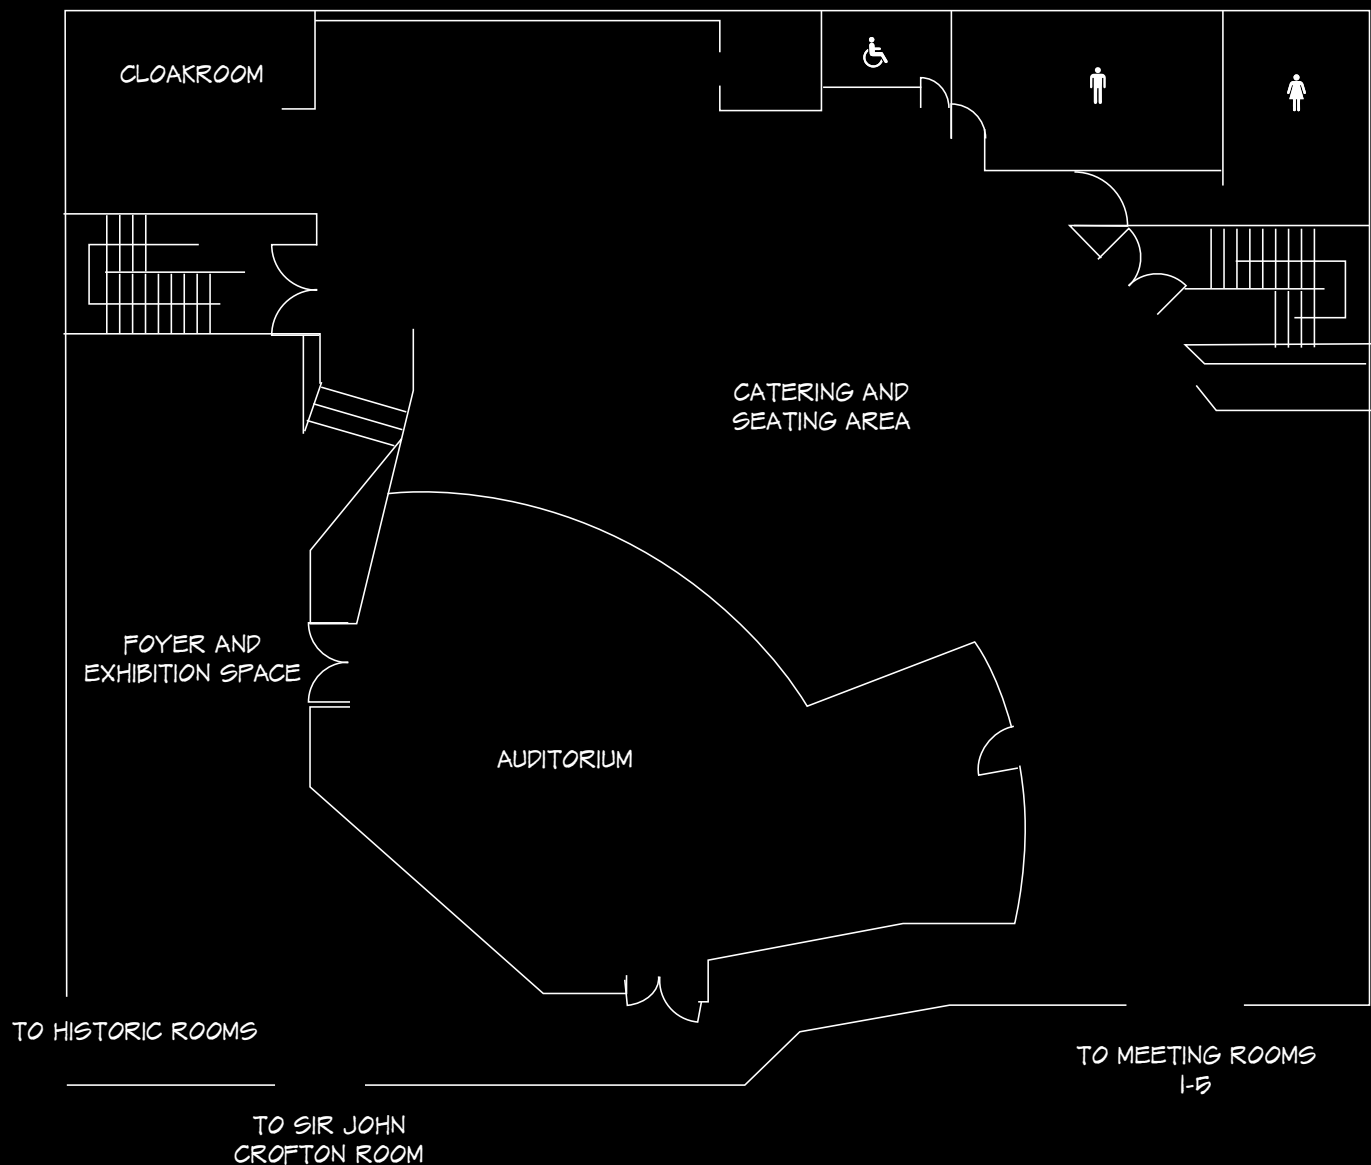 CLOAKROOM
CATERING AND
SEATING AREA
FOYER AND
EXHIBITION SPACE
AUDITORIUM
TO HISTORIC ROOMS
TO MEETING ROOMS
1-5
TO SIR JOHN
CROFTON ROOM